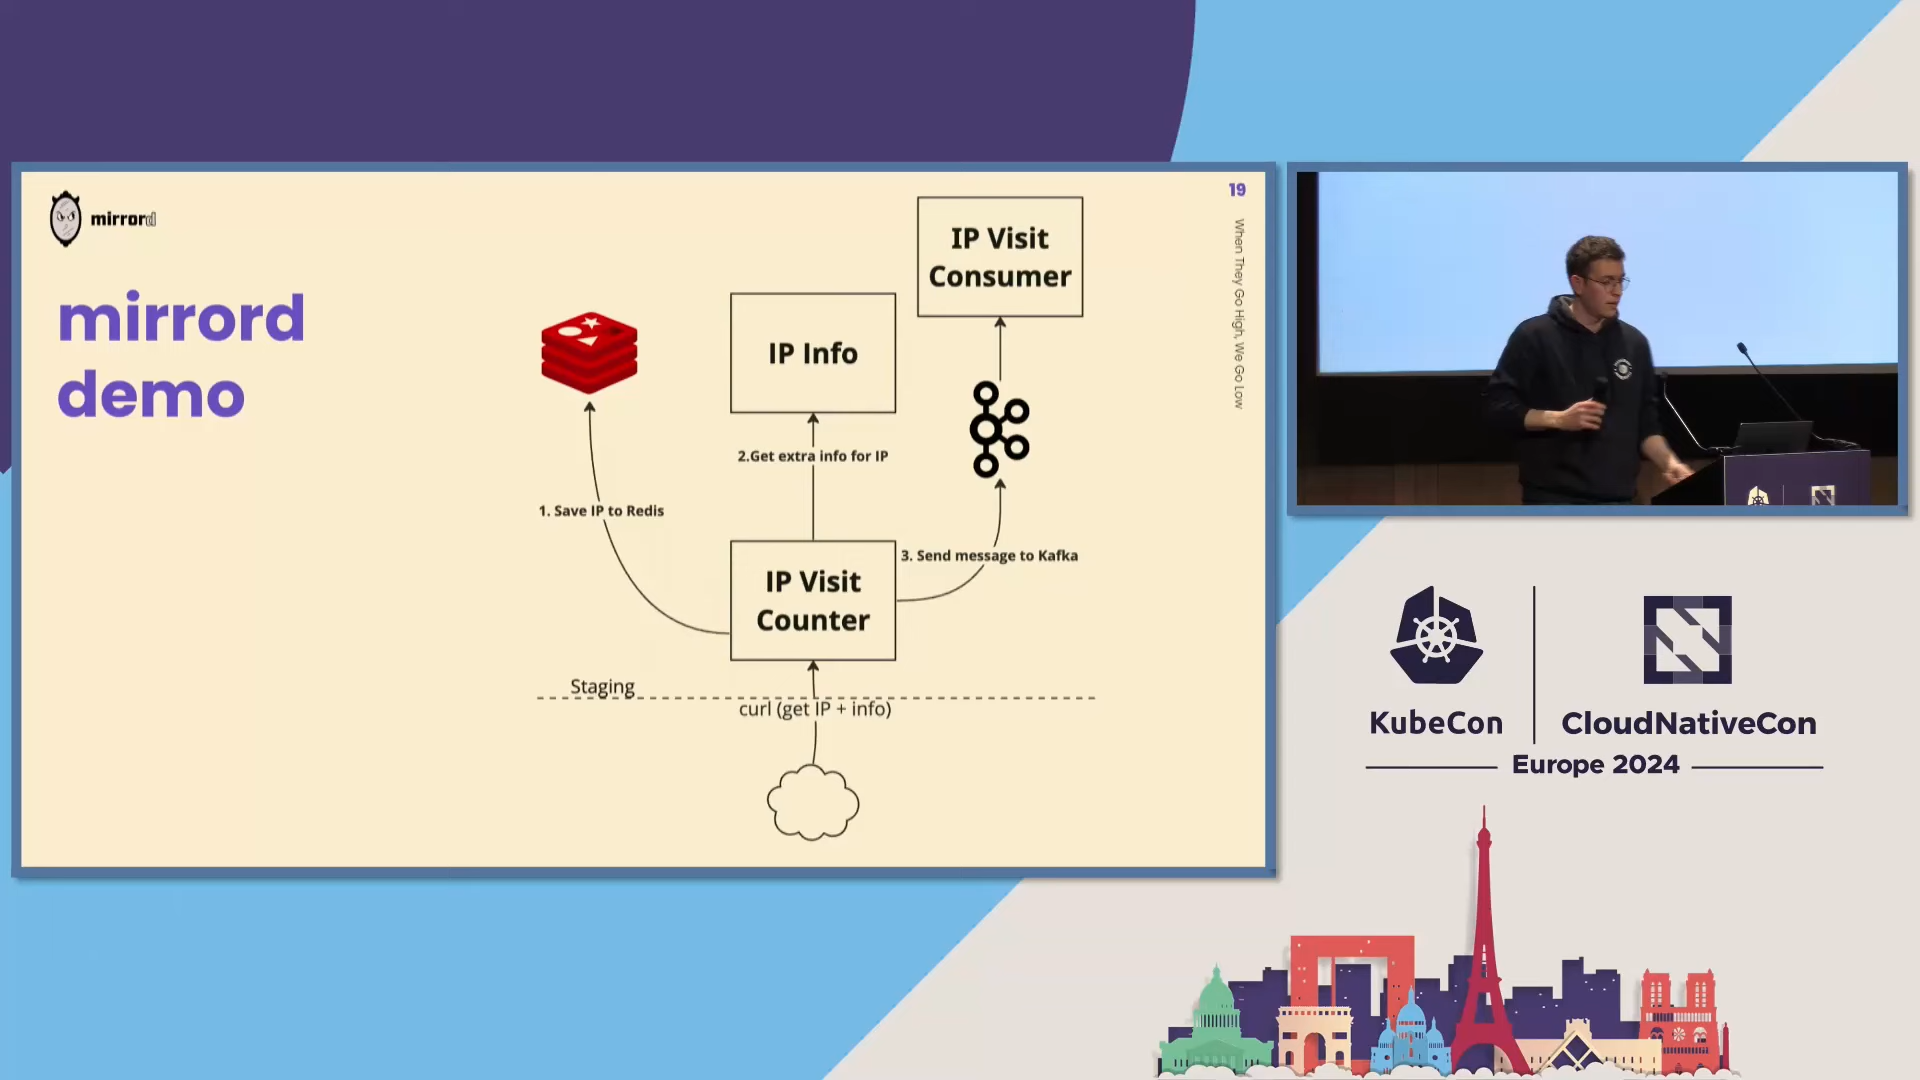 mirrord
mirrord
demo
19
When They Go High, We Go Low
IP Visit
Consumer
IP Info
2.Get extra info for IP
1. Save IP to Redis
3. Send message to Kafka
IP Visit
Counter
Staging
curl (get IP + info)
KubeCon
CloudNativeCon
Europe 2024